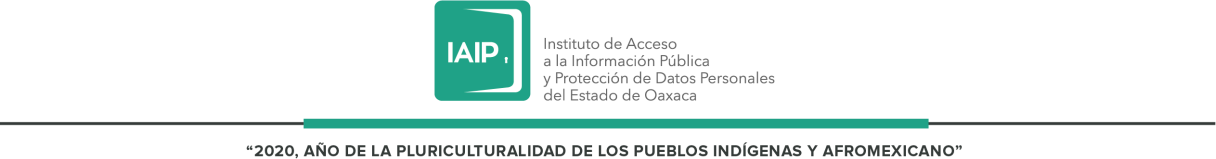 IAIP,
Instituto de Acceso
a la Información Pública
y Protección de Datos Personales
del Estado de Oaxaca
“2020, AÑO DE LA PLURICULTURALIDAD DE LOS PUEBLOS INDÍGENAS Y AFROMEXICANO”